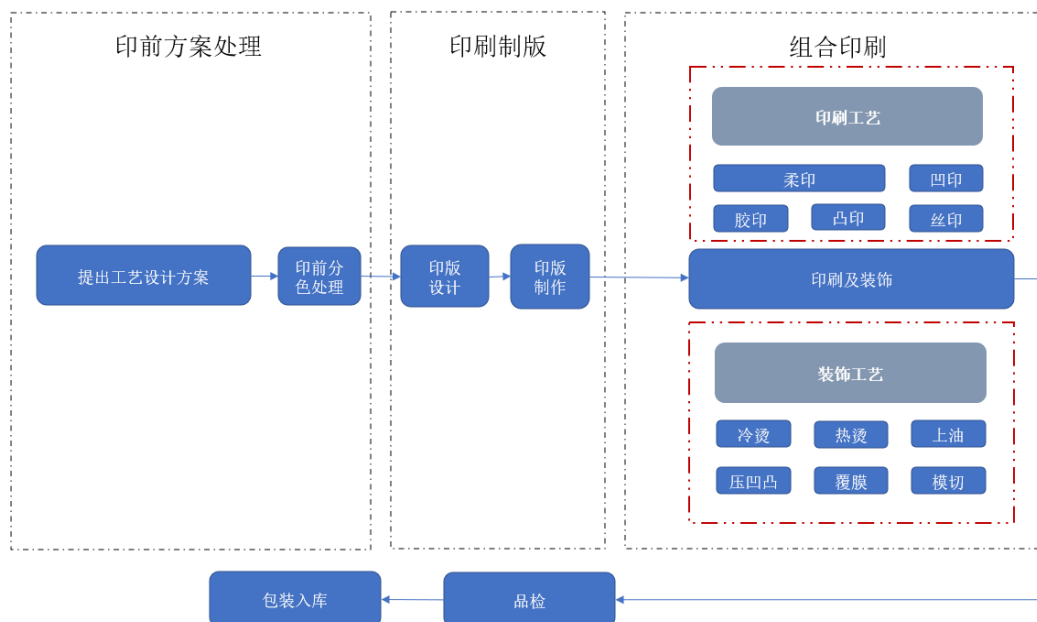 印前方案处理
印刷制版
组合印刷
印刷工艺
柔印
凹印
胶印
凸印
丝印
提出工艺设计方案
印前分
色处理
印版
设计
印版
制作
印刷及装饰
装饰工艺
冷烫
热烫
上油
压凹凸
覆膜
模切
包装入库
品检